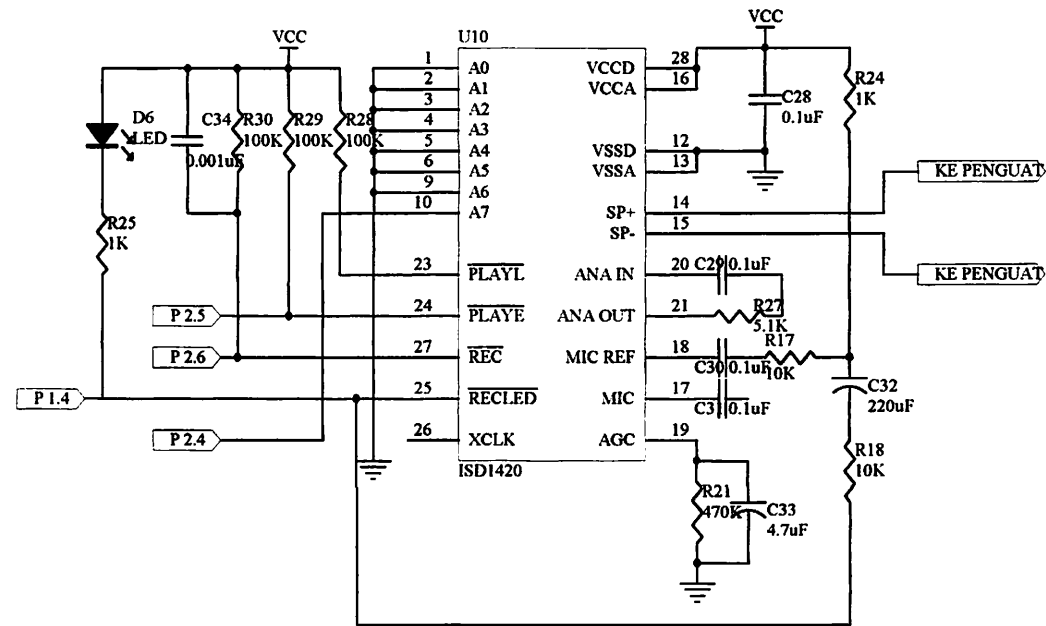 VCC
D6
LED
C34
0.001uF
R30
100K
R29
100K
R28
100K
R25
1K
P 2.5
P 2.6
P 1.4
P 2.4
U10
1 A0
2 A1
3 A2
4 A3
5 A4
6 A5
9 A6
10 A7
23 PLAYL
24 PLAYE
27 REC
25 RECLED
26 XCLK
ISD1420
VCCD 28
VCCA 16
VSSD 12
VSSA 13
SP+ 14
SP- 15
ANA IN 20
ANA OUT 21
MIC REF 18
MIC 17
AGC 19
VCC
C28
0.1uF
R24
1K
KE PENGUAT
KE PENGUAT
C29 0.1uF
R27
5.1K
R17
10K
C30 0.1uF
C31 0.1uF
C32
220uF
R18
10K
R21
470K
C33
4.7uF